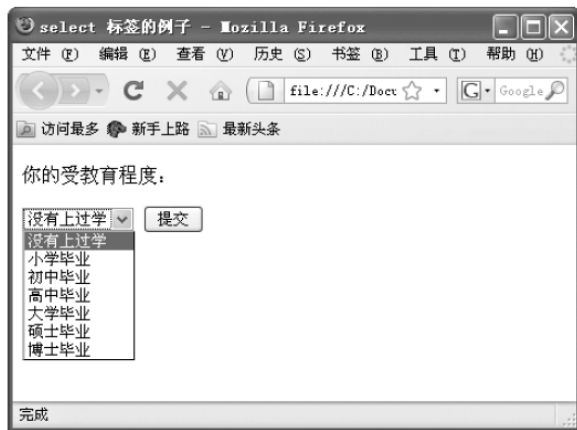 select 标签的例子 - Mozilla Firefox
文件 (F) 编辑 (E) 查看 (V) 历史 (S) 书签 (B) 工具 (T) 帮助 (H)
file:///C:/Docu G Google
访问最多 新手上路 最新头条
你的受教育程度：
没有上过学 提交
没有上过学
小学毕业
初中毕业
高中毕业
大学毕业
硕士毕业
博士毕业
完成